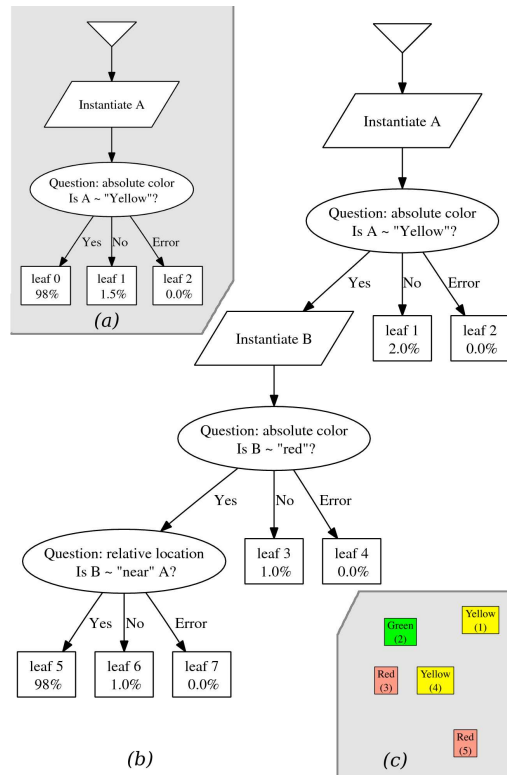 Instantiate A
Question: absolute color
Is A ~ "Yellow"?
Yes
No
Error
leaf 0
98%
leaf 1
1.5%
leaf 2
0.0%
(a)
Instantiate A
Question: absolute color
Is A ~ "Yellow"?
Yes
No
Error
Instantiate B
leaf 1
2.0%
leaf 2
0.0%
Question: absolute color
Is B ~ "red"?
Yes
No
Error
Question: relative location
Is B ~ "near" A?
leaf 3
1.0%
leaf 4
0.0%
Yes
No
Error
leaf 5
98%
leaf 6
1.0%
leaf 7
0.0%
(b)
Yellow
(1)
Green
(2)
Red
(3)
Yellow
(4)
Red
(5)
(c)